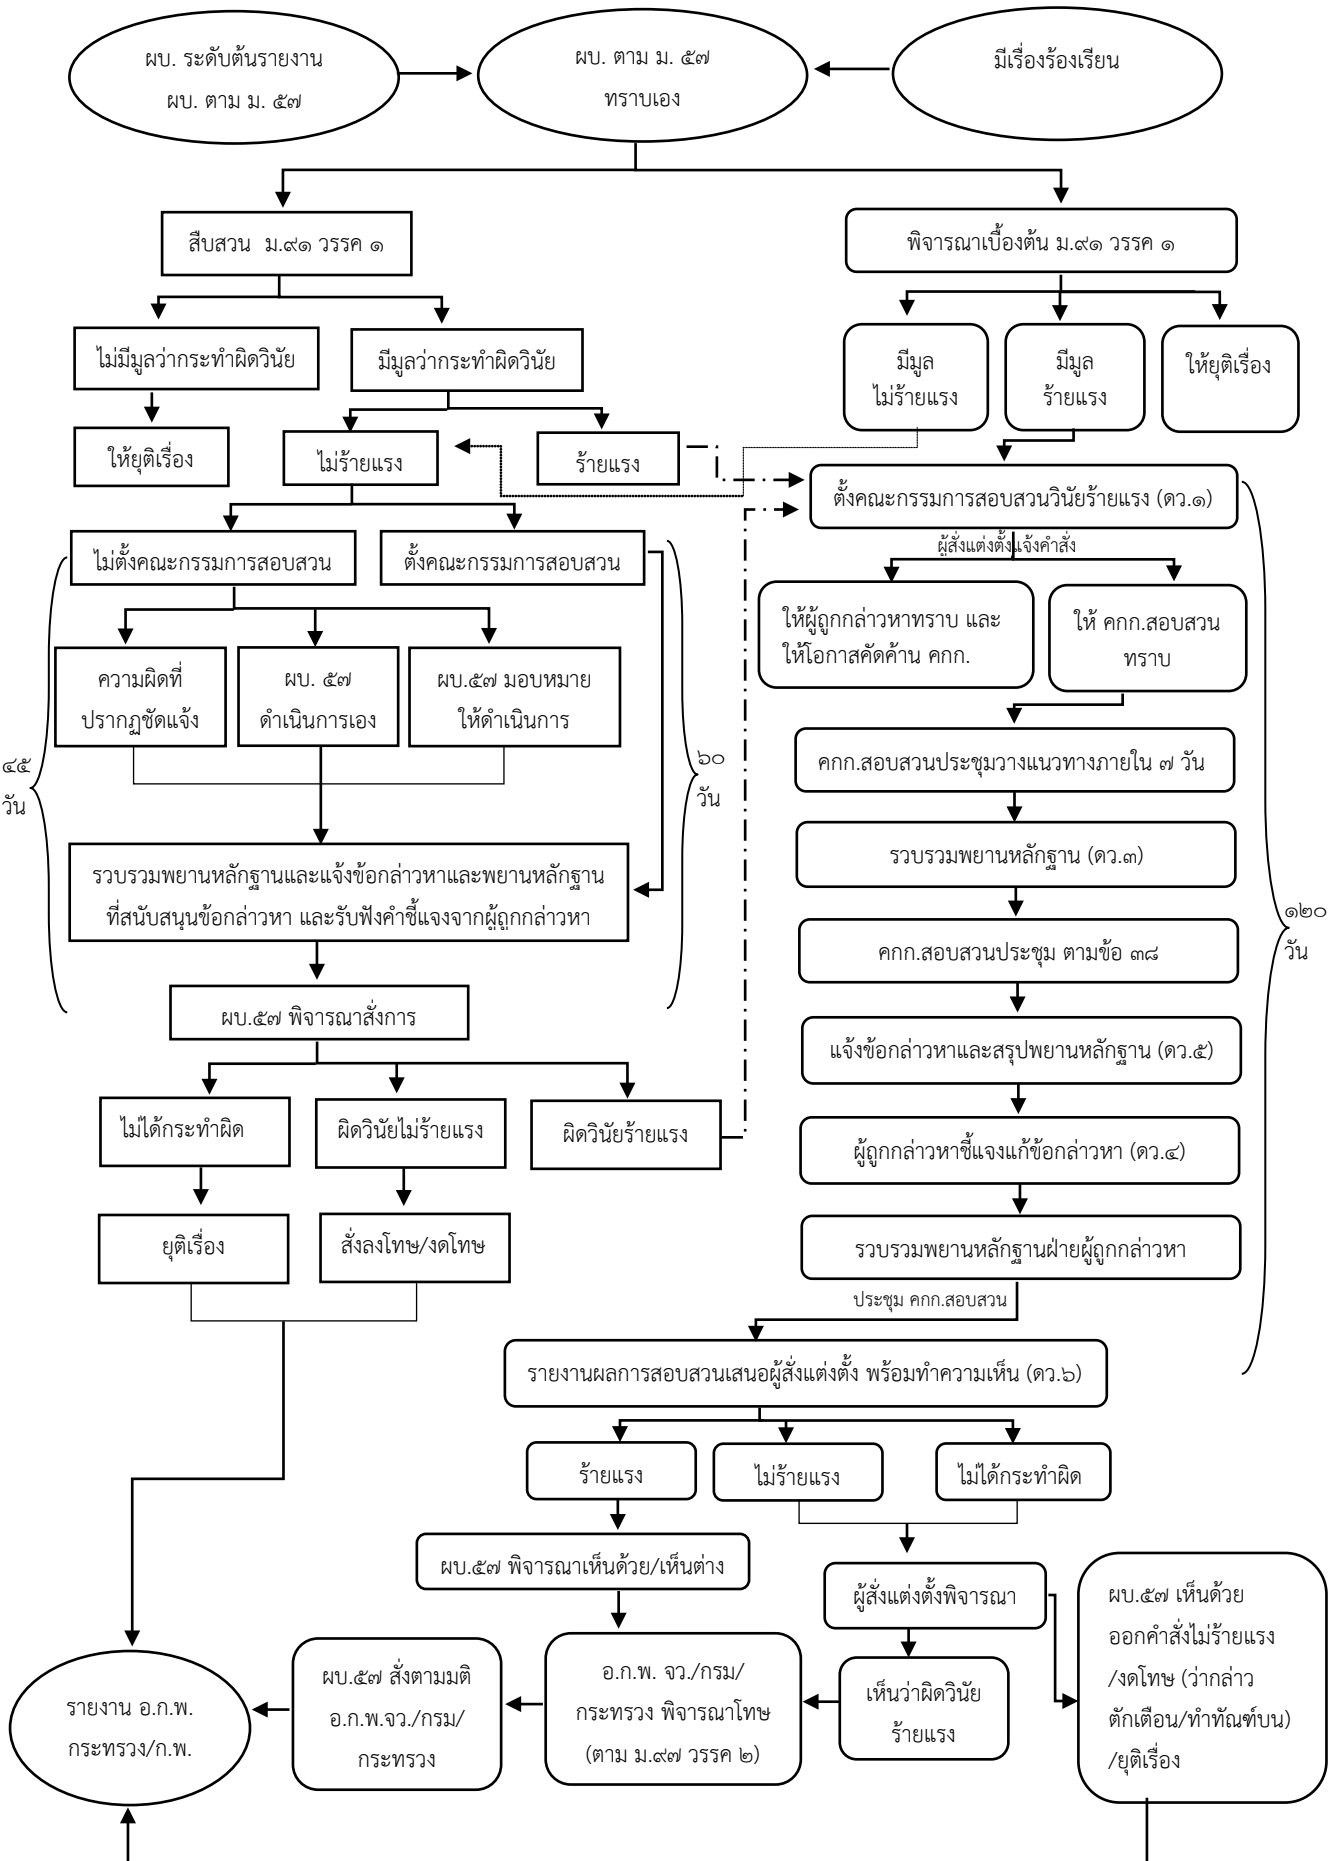 ผบ. ระดับต้นรายงาน
ผบ. ตาม ม. ๕๗
ผบ. ตาม ม. ๕๗
ทราบเอง
มีเรื่องร้องเรียน
สืบสวน ม.๙๑ วรรค ๑
พิจารณาเบื้องต้น ม.๙๑ วรรค ๑
ไม่มีมูลว่ากระทำผิดวินัย
มีมูลว่ากระทำผิดวินัย
มีมูล
ไม่ร้ายแรง
มีมูล
ร้ายแรง
ให้ยุติเรื่อง
ให้ยุติเรื่อง
ไม่ร้ายแรง
ร้ายแรง
ตั้งคณะกรรมการสอบสวนวินัยร้ายแรง (ดว.๑)
ผู้สั่งแต่งตั้งแจ้งคำสั่ง
ไม่ตั้งคณะกรรมการสอบสวน
ตั้งคณะกรรมการสอบสวน
ให้ผู้ถูกกล่าวหาทราบ และ
ให้โอกาสคัดค้าน คกก.
ให้ คกก.สอบสวน
ทราบ
ความผิดที่
ปรากฏชัดแจ้ง
ผบ. ๕๗
ดำเนินการเอง
ผบ.๕๗ มอบหมาย
ให้ดำเนินการ
๔๕
วัน
๖๐
วัน
คกก.สอบสวนประชุมวางแนวทางภายใน ๗ วัน
รวบรวมพยานหลักฐาน (ดว.๓)
รวบรวมพยานหลักฐานและแจ้งข้อกล่าวหาและพยานหลักฐาน
ที่สนับสนุนข้อกล่าวหา และรับฟังคำชี้แจงจากผู้ถูกกล่าวหา
คกก.สอบสวนประชุม ตามข้อ ๓๘
๑๒๐
วัน
ผบ.๕๗ พิจารณาสั่งการ
แจ้งข้อกล่าวหาและสรุปพยานหลักฐาน (ดว.๕)
ไม่ได้กระทำผิด
ผิดวินัยไม่ร้ายแรง
ผิดวินัยร้ายแรง
ผู้ถูกกล่าวหาชี้แจงแก้ข้อกล่าวหา (ดว.๔)
ยุติเรื่อง
สั่งลงโทษ/งดโทษ
รวบรวมพยานหลักฐานฝ่ายผู้ถูกกล่าวหา
ประชุม คกก.สอบสวน
รายงานผลการสอบสวนเสนอผู้สั่งแต่งตั้ง พร้อมทำความเห็น (ดว.๖)
ร้ายแรง
ไม่ร้ายแรง
ไม่ได้กระทำผิด
ผบ.๕๗ พิจารณาเห็นด้วย/เห็นต่าง
ผู้สั่งแต่งตั้งพิจารณา
ผบ.๕๗ เห็นด้วย
ออกคำสั่งไม่ร้ายแรง
/งดโทษ (ว่ากล่าว
ตักเตือน/ทำทัณฑ์บน)
/ยุติเรื่อง
เห็นว่าผิดวินัย
ร้ายแรง
อ.ก.พ. จว./กรม/
กระทรวง พิจารณาโทษ
(ตาม ม.๙๗ วรรค ๒)
ผบ.๕๗ สั่งตามมติ
อ.ก.พ.จว./กรม/
กระทรวง
รายงาน อ.ก.พ.
กระทรวง/ก.พ.